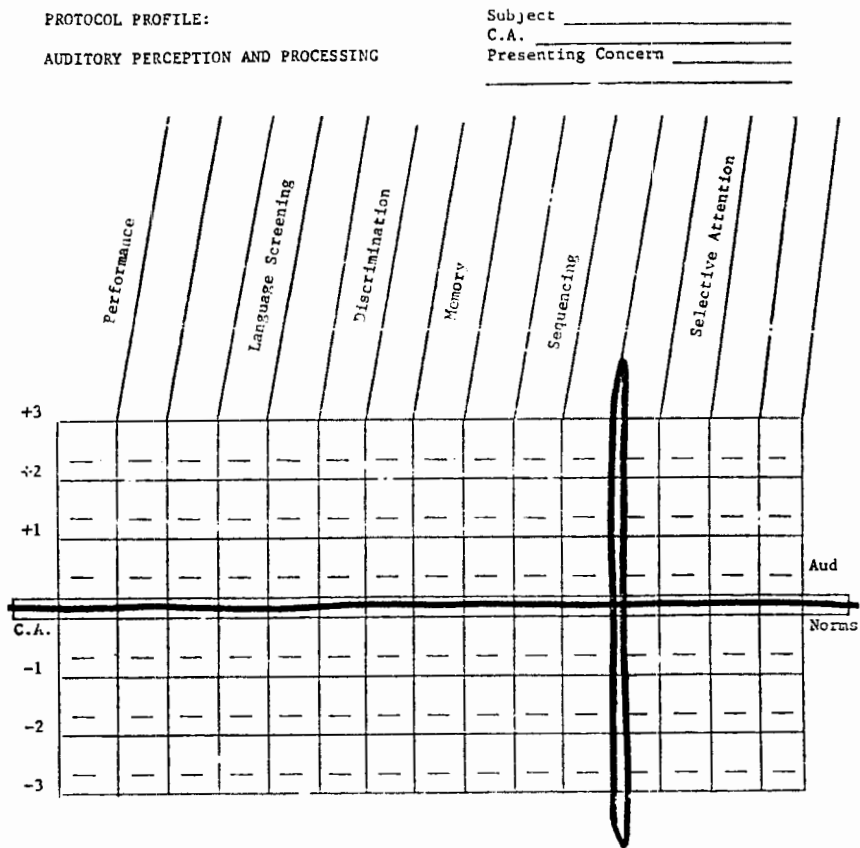 PROTOCOL PROFILE:
AUDITORY PERCEPTION AND PROCESSING
Subject
C.A.
Presenting Concern
Performance
Language Screening
Discrimination
Memory
Sequencing
Selective Attention
+3
+2
+1
Aud
C.A.
Norms
-1
-2
-3